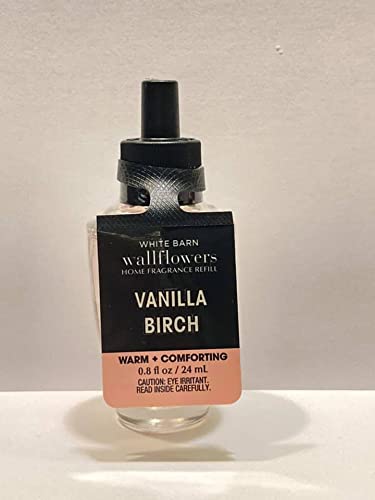 WHITE BARN
wallflowers
HOME FRAGRANCE REFILL
VANILLA
BIRCH
WARM + COMFORTING
0.8 fl oz / 24 mL
CAUTION: EYE IRRITANT.
READ INSIDE CAREFULLY.